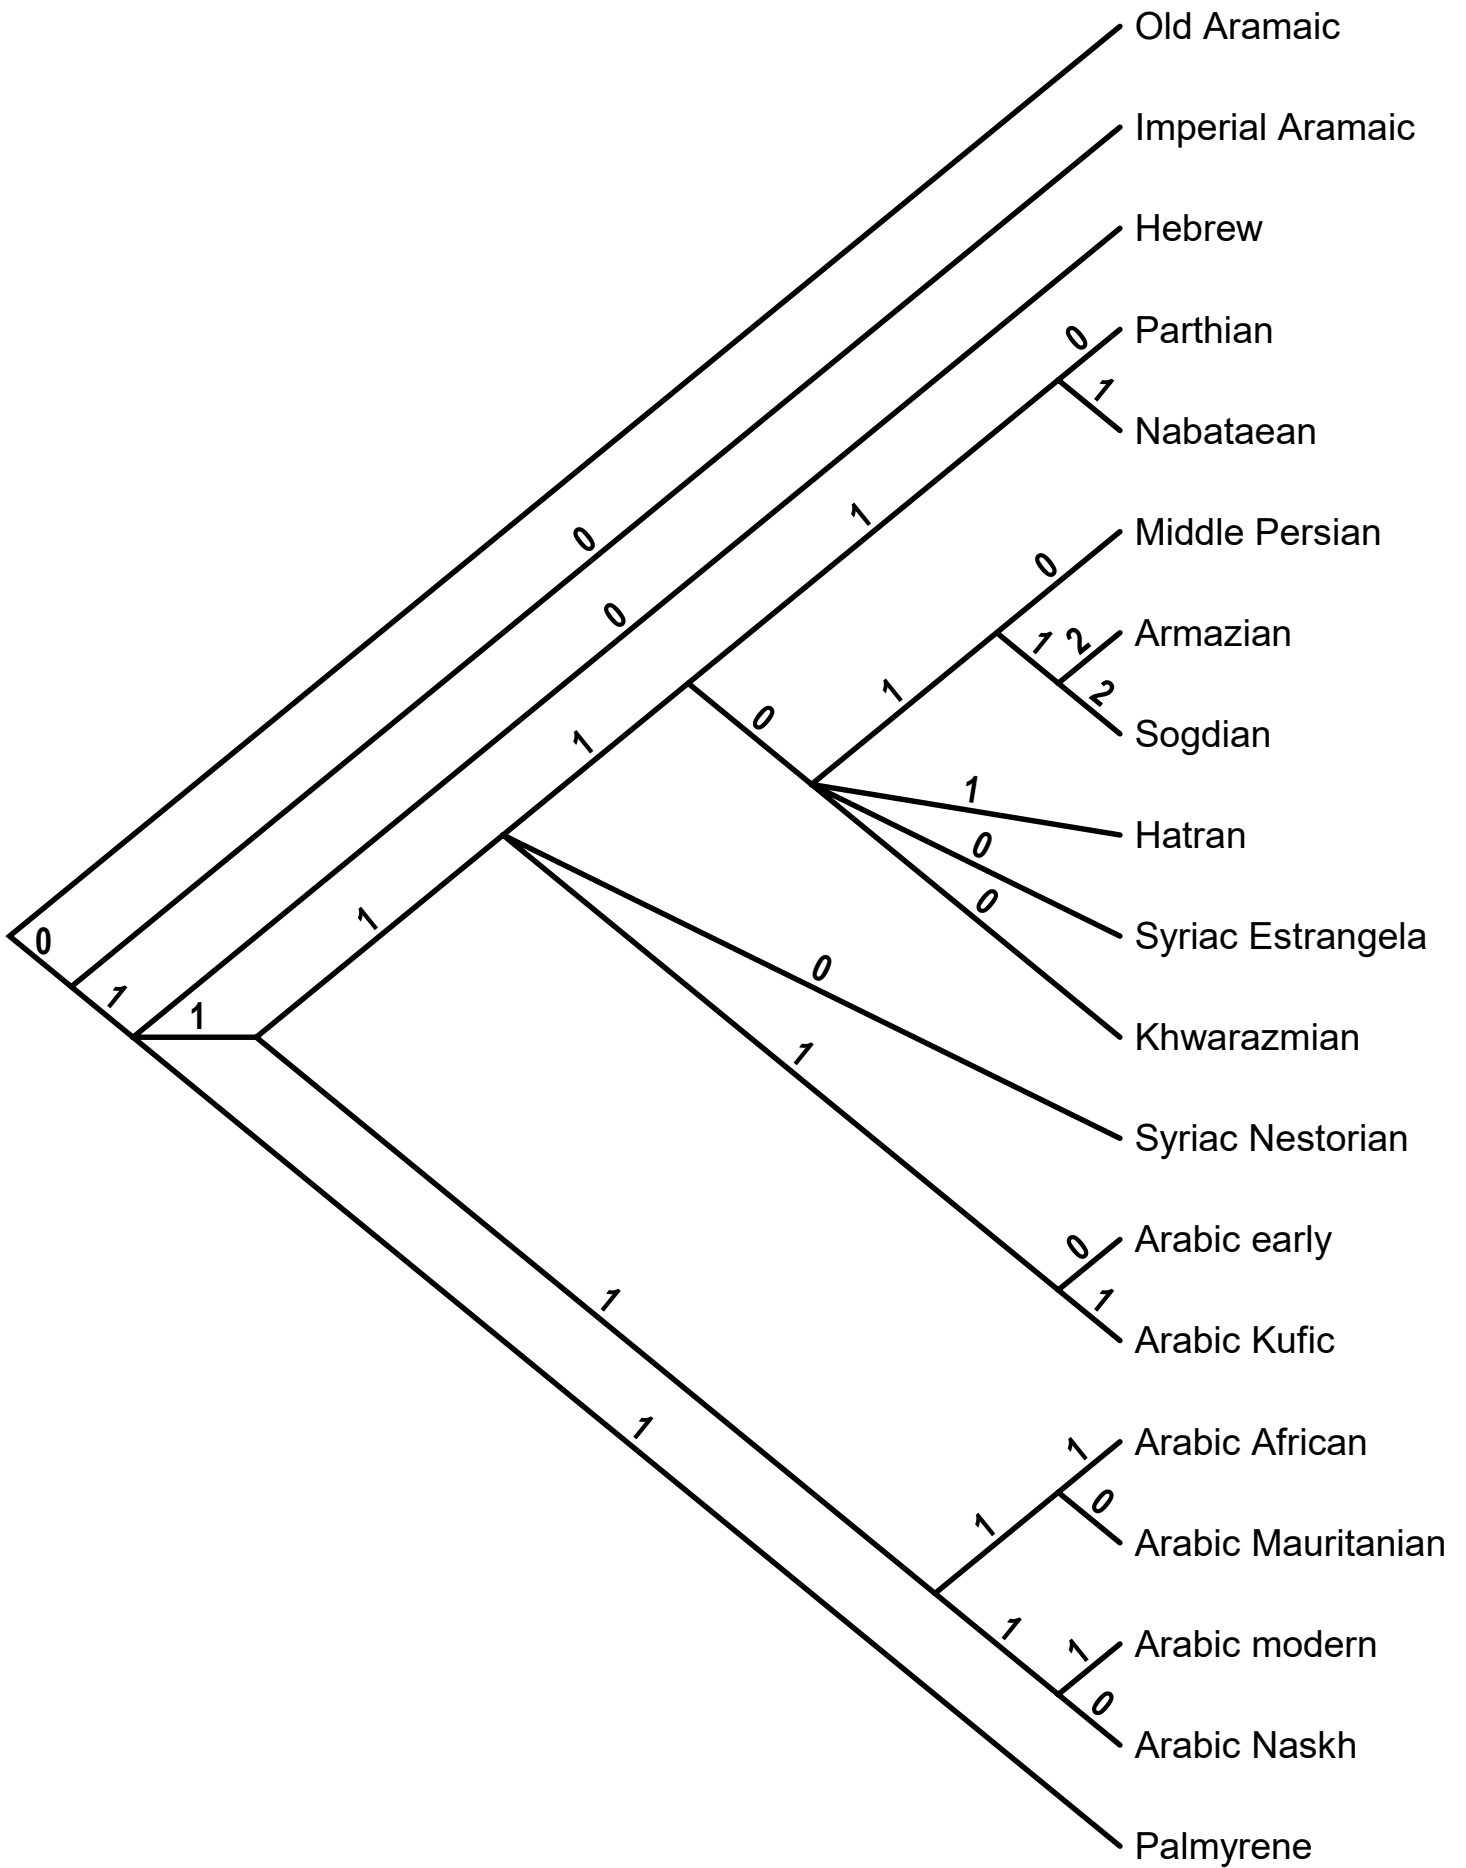 Old Aramaic
Imperial Aramaic
Hebrew
0
Parthian
1
Nabataean
1
0
Middle Persian
0
0
1
2
Armazian
1
2
0
1
Sogdian
1
1
Hatran
0
0
Syriac Estrangela
1
0
0
1
1
Khwarazmian
1
Syriac Nestorian
0
Arabic early
1
1
Arabic Kufic
1
1
Arabic African
0
1
Arabic Mauritanian
1
1
Arabic modern
0
Arabic Naskh
Palmyrene